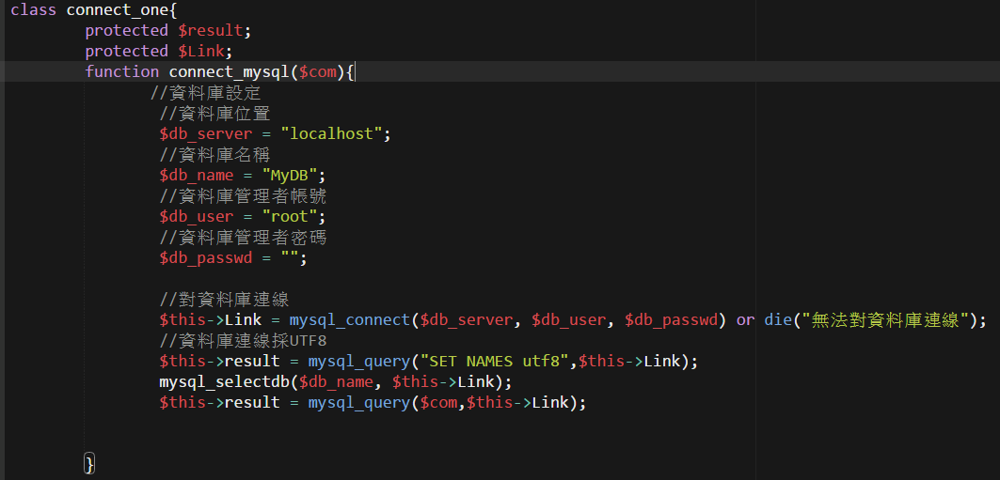 class connect_one{
protected $result;
protected $Link;
function connect_mysql($com){
//資料庫設定
//資料庫位置
$db_server = "localhost";
//資料庫名稱
$db_name = "MyDB";
//資料庫管理者帳號
$db_user = "root";
//資料庫管理者密碼
$db_passwd = "";
//對資料庫連線
$this->Link = mysql_connect($db_server, $db_user, $db_passwd) or die("無法對資料庫連線");
//資料庫連線採UTF8
$this->result = mysql_query("SET NAMES utf8",$this->Link);
mysql_selectdb($db_name, $this->Link);
$this->result = mysql_query($com,$this->Link);
}